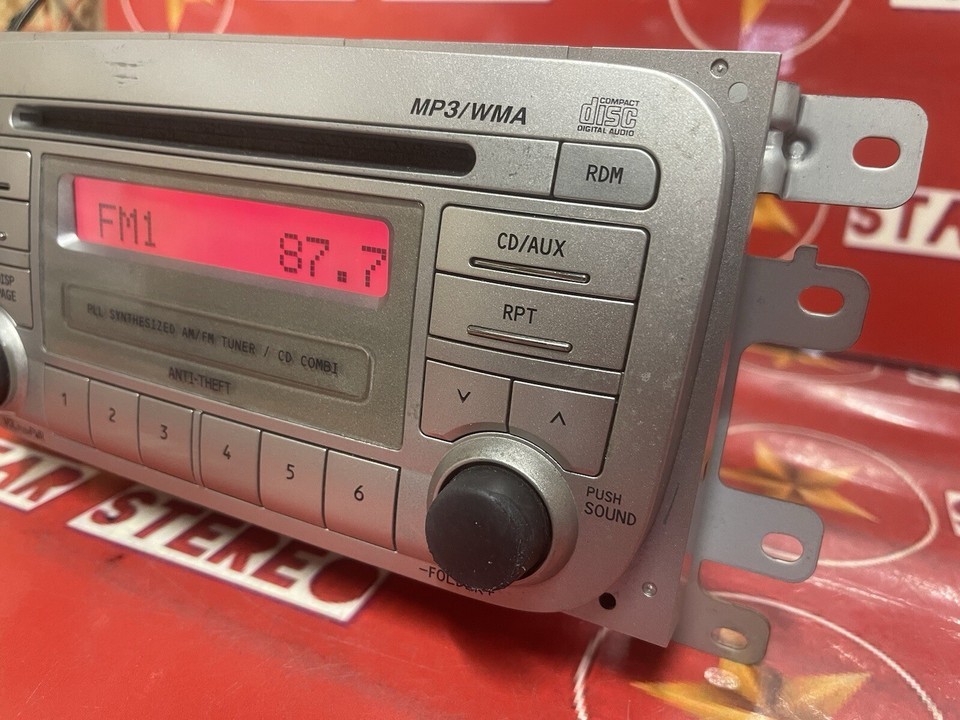 MP3/WMA
COMPACT
disc
DIGITAL AUDIO
RDM
FM1
87.7
CD/AUX
RPT
PLL SYNTHESIZED AM/FM TUNER / CD COMBI
ANTI-THEFT
1
2
3
4
5
6
PUSH
SOUND
STEREO